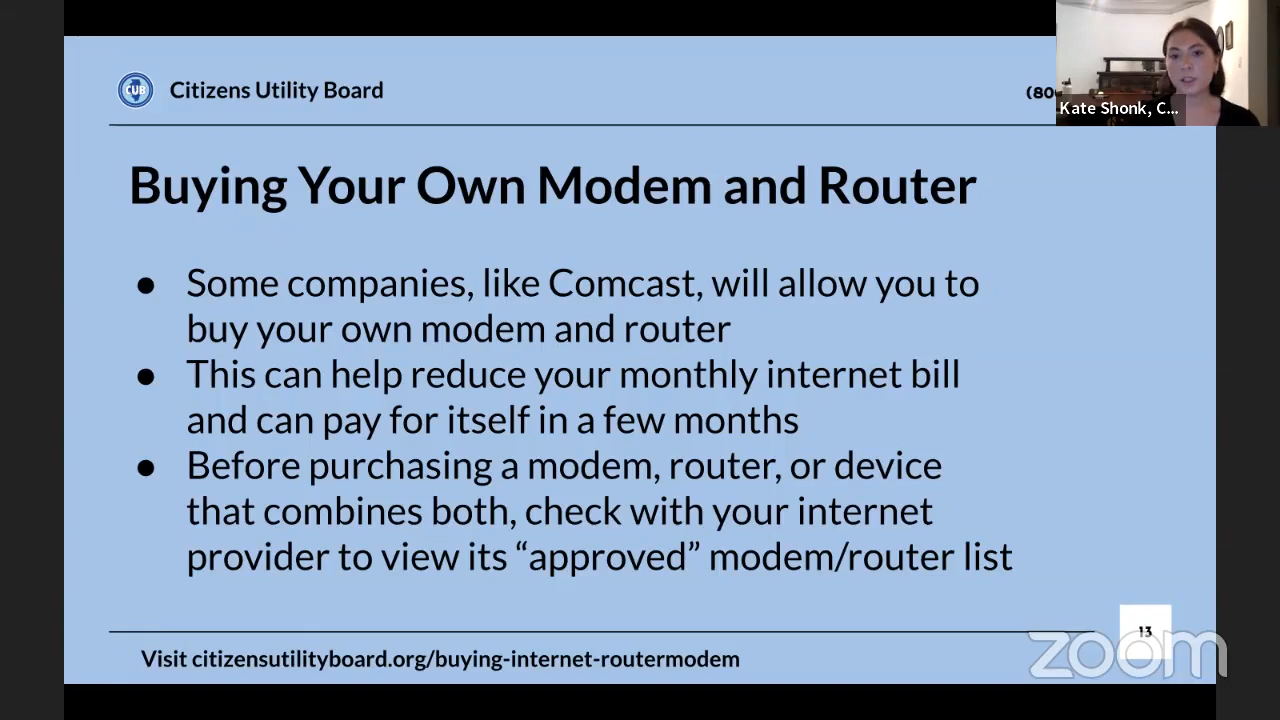 CUB
Citizens Utility Board
(80
Kate Shonk, C...
Buying Your Own Modem and Router
● Some companies, like Comcast, will allow you to
buy your own modem and router
● This can help reduce your monthly internet bill
and can pay for itself in a few months
● Before purchasing a modem, router, or device
that combines both, check with your internet
provider to view its “approved” modem/router list
13
zoom
Visit citizensutilityboard.org/buying-internet-routermodem